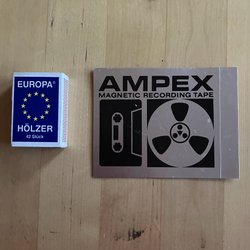 EUROPA®
HÖLZER
42 Stück
AMPEX
MAGNETIC RECORDING TAPE